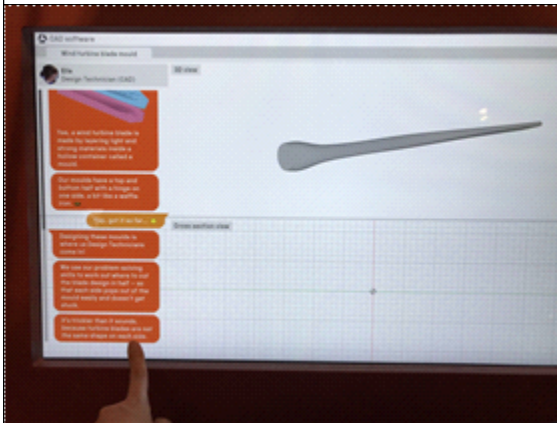 CAD software
Wind turbine blade mould
Ella
Design Technician (CAD)
3D view
Yes, a wind turbine blade is
made by layering light and
strong materials inside a
hollow container called a
mould.
Our moulds have a top and
bottom half with a hinge on
one side, a bit like a waffle
iron.
Yep, got it so far...
Cross section view
Designing these moulds is
where us Design Technicians
come in!
We use our problem solving
skills to work out where to cut
the blade design in half – so
that each side pops out of the
mould easily and doesn't get
stuck.
It's trickier than it sounds,
because turbine blades are not
the same shape on each side.